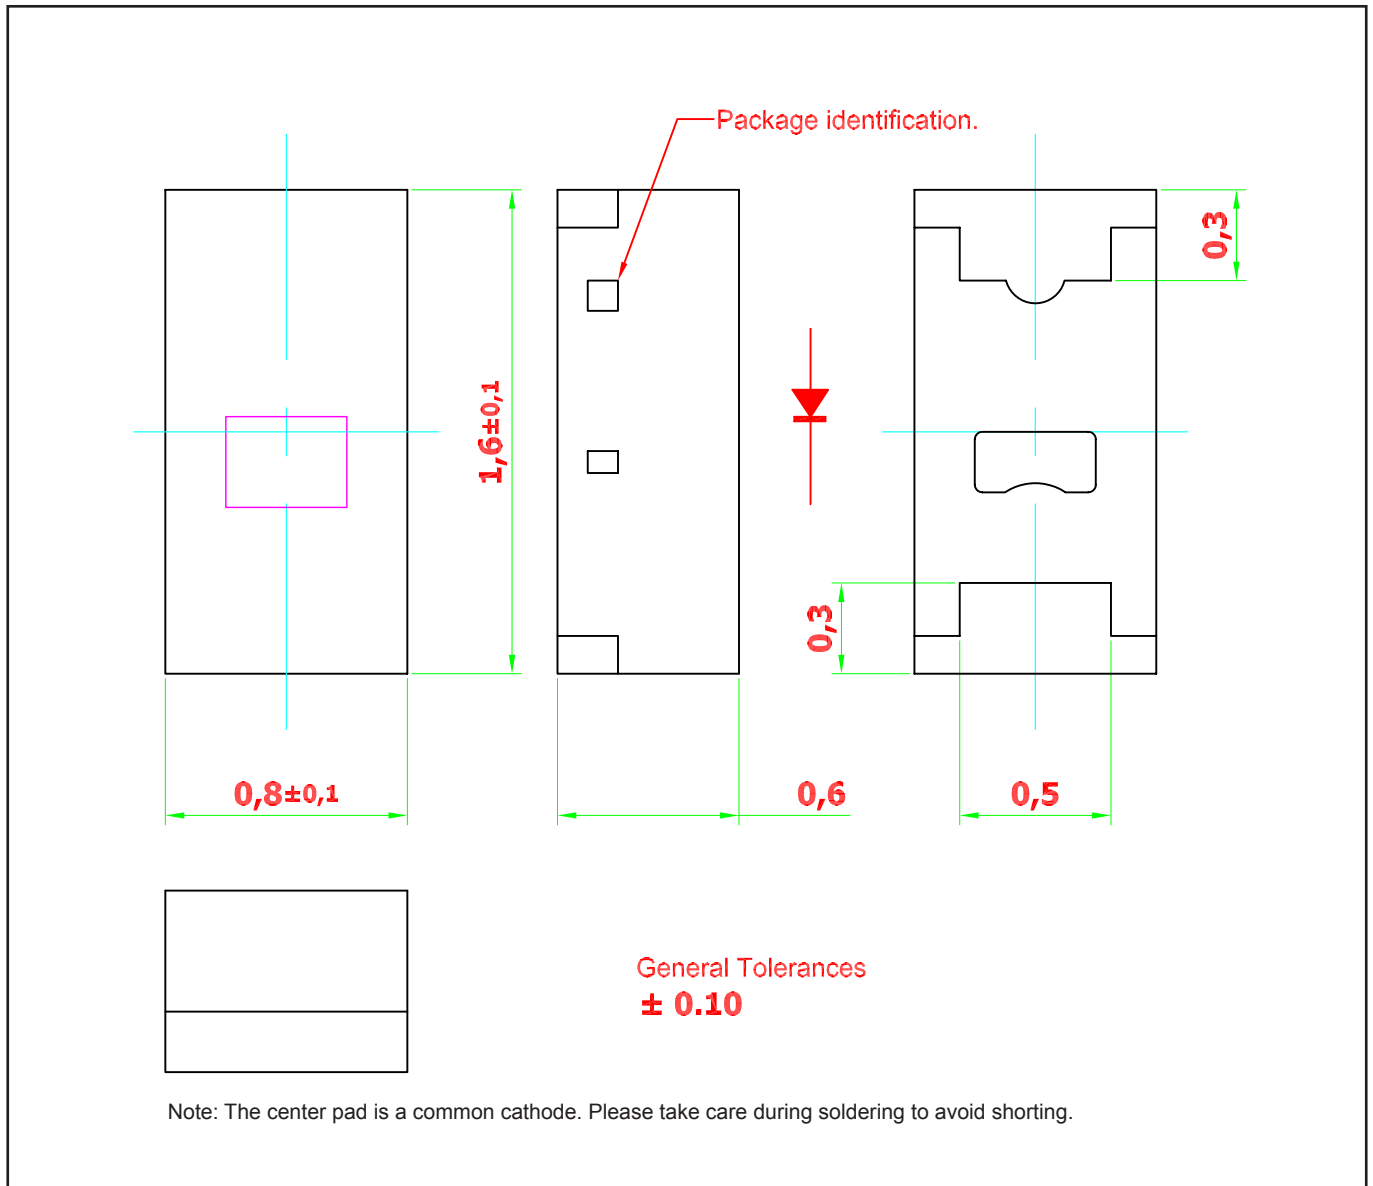 Package identification.
0,3
1,6±0,1
0,3
0,8±0,1
0,6
0,5
General Tolerances
± 0.10
Note: The center pad is a common cathode. Please take care during soldering to avoid shorting.